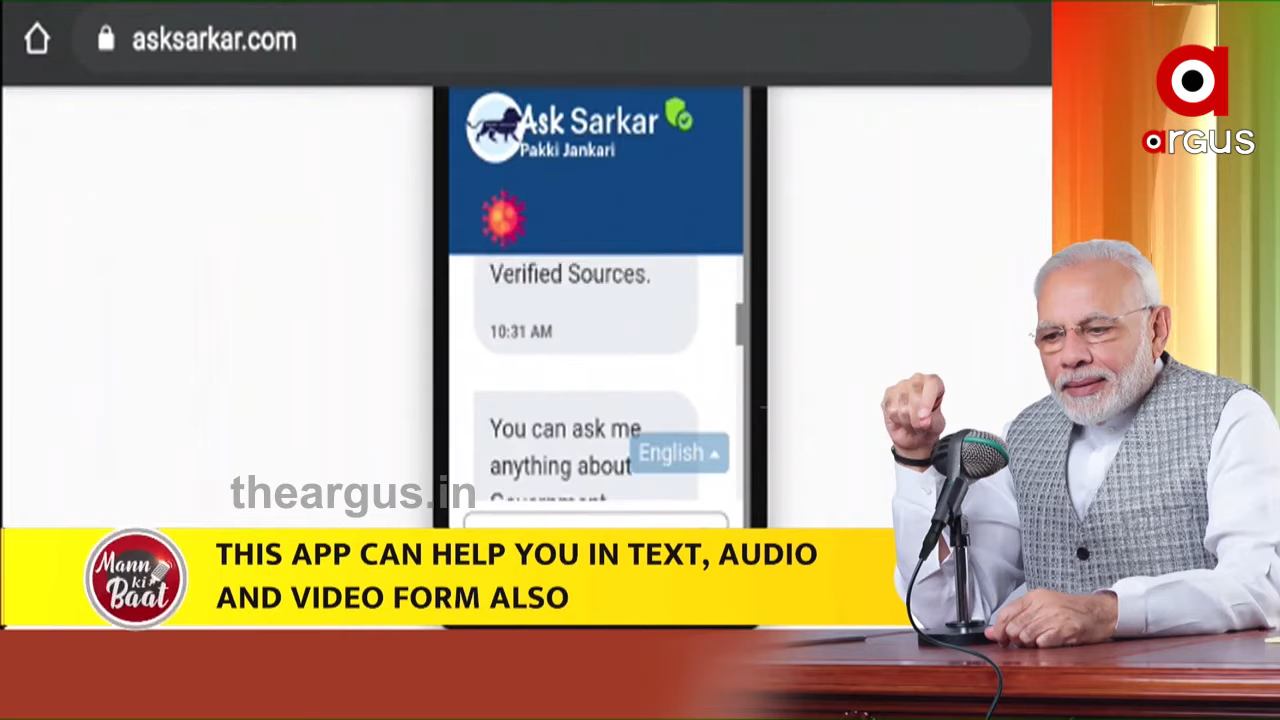 asksarkar.com
argus
Ask Sarkar
Pakki Jankari
Verified Sources.
10:31 AM
You can ask me
English
anything about
Government
theargus.in
Mann
ki
Baat
THIS APP CAN HELP YOU IN TEXT, AUDIO
AND VIDEO FORM ALSO